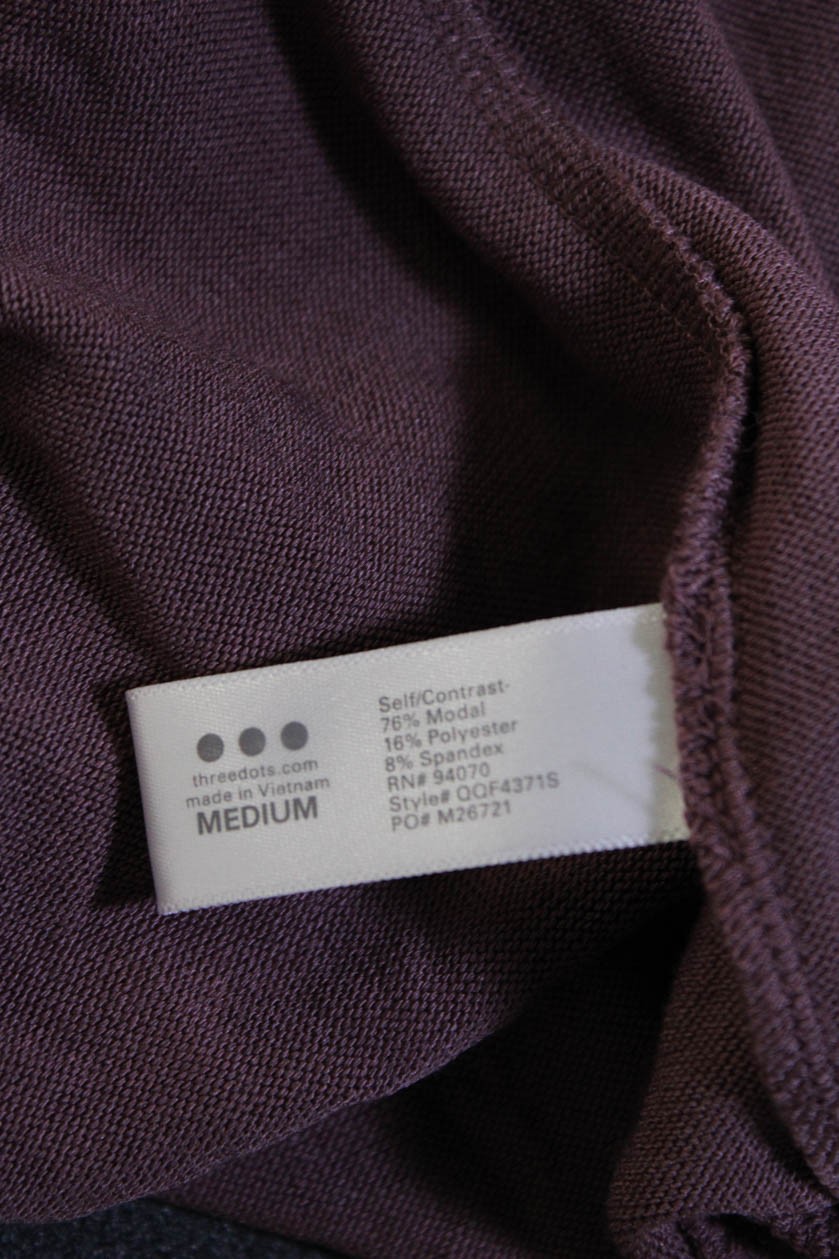 threedots.com
made in Vietnam
MEDIUM
Self/Contrast-
76% Modal
16% Polyester
8% Spandex
RN# 94070
Style# QQF4371S
PO# M26721